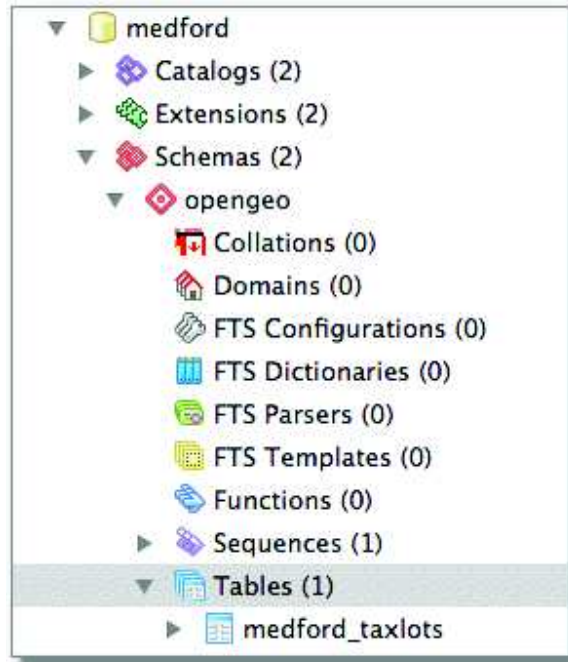 medford
Catalogs (2)
Extensions (2)
Schemas (2)
opengeo
Collations (0)
Domains (0)
FTS Configurations (0)
FTS Dictionaries (0)
FTS Parsers (0)
FTS Templates (0)
Functions (0)
Sequences (1)
Tables (1)
medford_taxlots